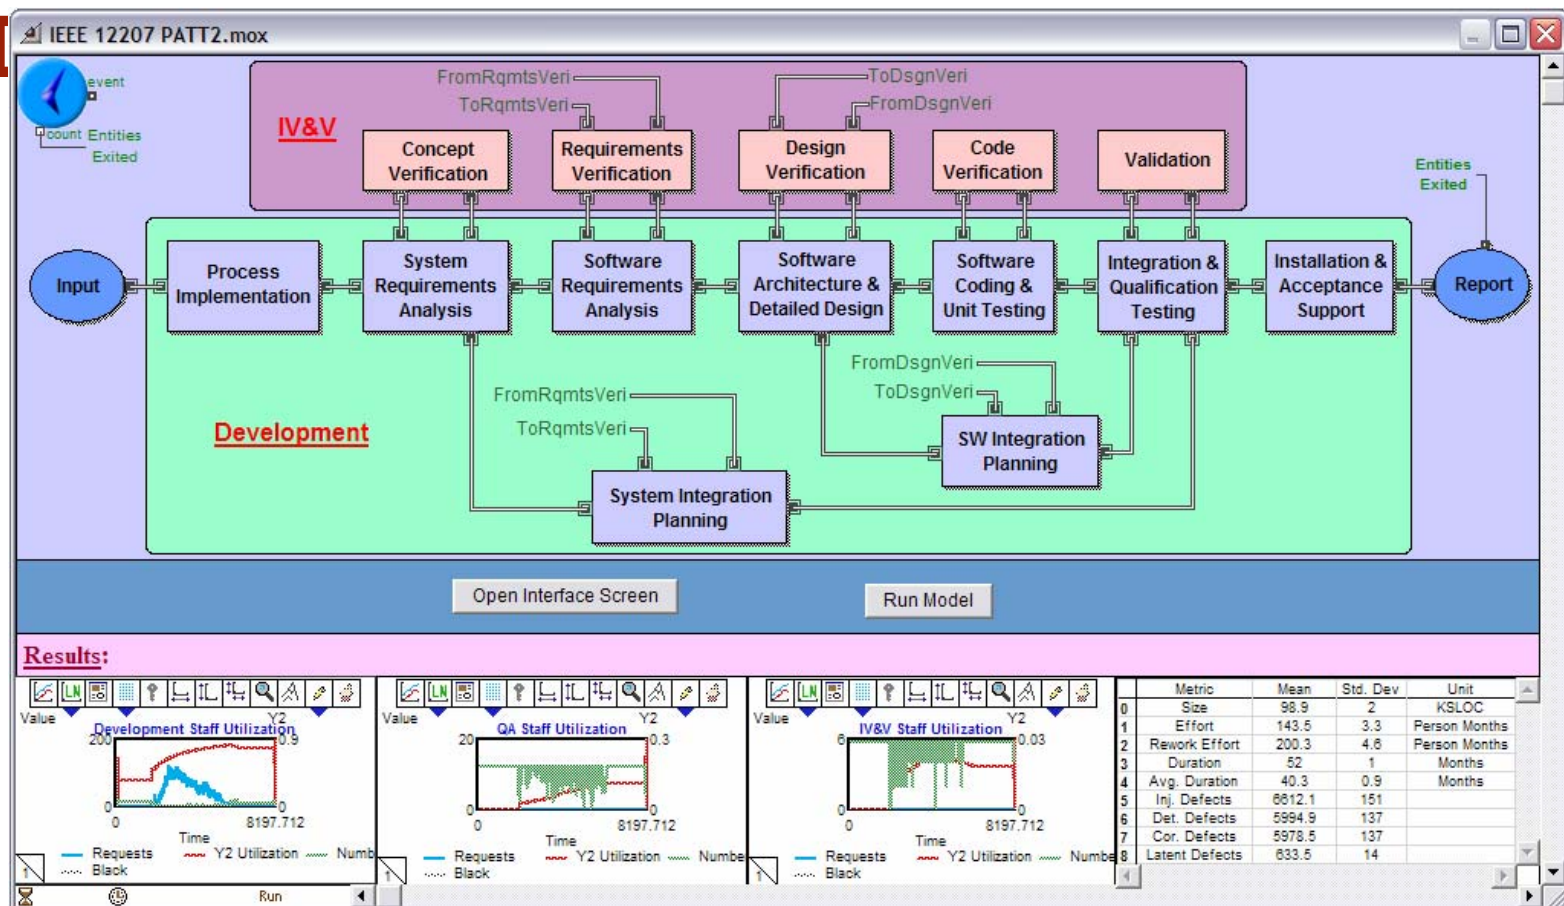 IEEE 12207 PATT2.mox
event
count Entities
Exited
IV&V
FromRqmtsVeri
ToRqmtsVeri
ToDsgnVeri
FromDsgnVeri
Concept
Verification
Requirements
Verification
Design
Verification
Code
Verification
Validation
Entities
Exited
Input
Process
Implementation
System
Requirements
Analysis
Software
Requirements
Analysis
Software
Architecture &
Detailed Design
Software
Coding &
Unit Testing
Integration &
Qualification
Testing
Installation &
Acceptance
Support
Report
FromDsgnVeri
ToDsgnVeri
FromRqmtsVeri
ToRqmtsVeri
Development
SW Integration
Planning
System Integration
Planning
Open Interface Screen
Run Model
Results:
Value Y2
Development Staff Utilization
200 0.9
0 0
0 8197.712
Time
Requests Y2 Utilization Numb
Black
1
Value Y2
QA Staff Utilization
20 0.3
0 0
0 8197.712
Time
Requests Y2 Utilization Numbe
Black
1
Value Y2
IV&V Staff Utilization
6 0.03
0 0
0 8197.712
Time
Requests Y2 Utilization Numbe
Black
1
Metric Mean Std. Dev Unit
0 Size 98.9 2 KSLOC
1 Effort 143.5 3.3 Person Months
2 Rework Effort 200.3 4.6 Person Months
3 Duration 52 1 Months
4 Avg. Duration 40.3 0.9 Months
5 Inj. Defects 6612.1 151
6 Det. Defects 5994.9 137
7 Cor. Defects 5978.5 137
8 Latent Defects 633.5 14
Run